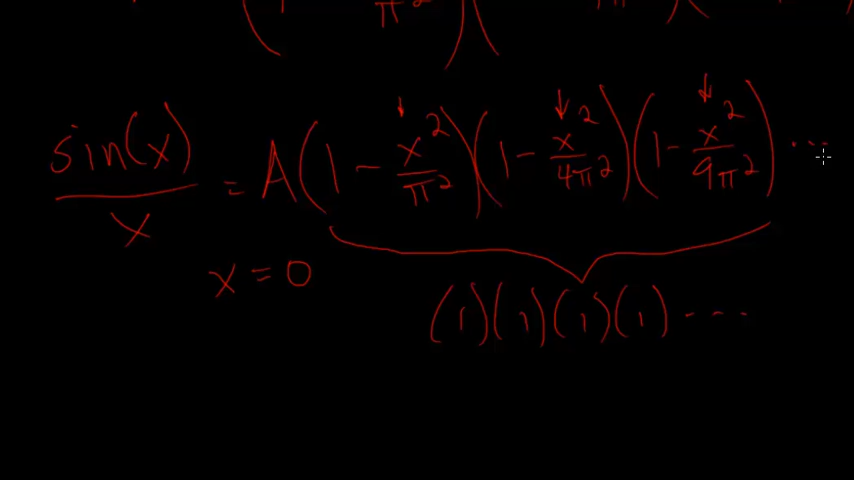 sin(x)/x = A(1 - x²/π²)(1 - x²/4π²)(1 - x²/9π²) ...
x = 0
(1)(1)(1)(1) ...